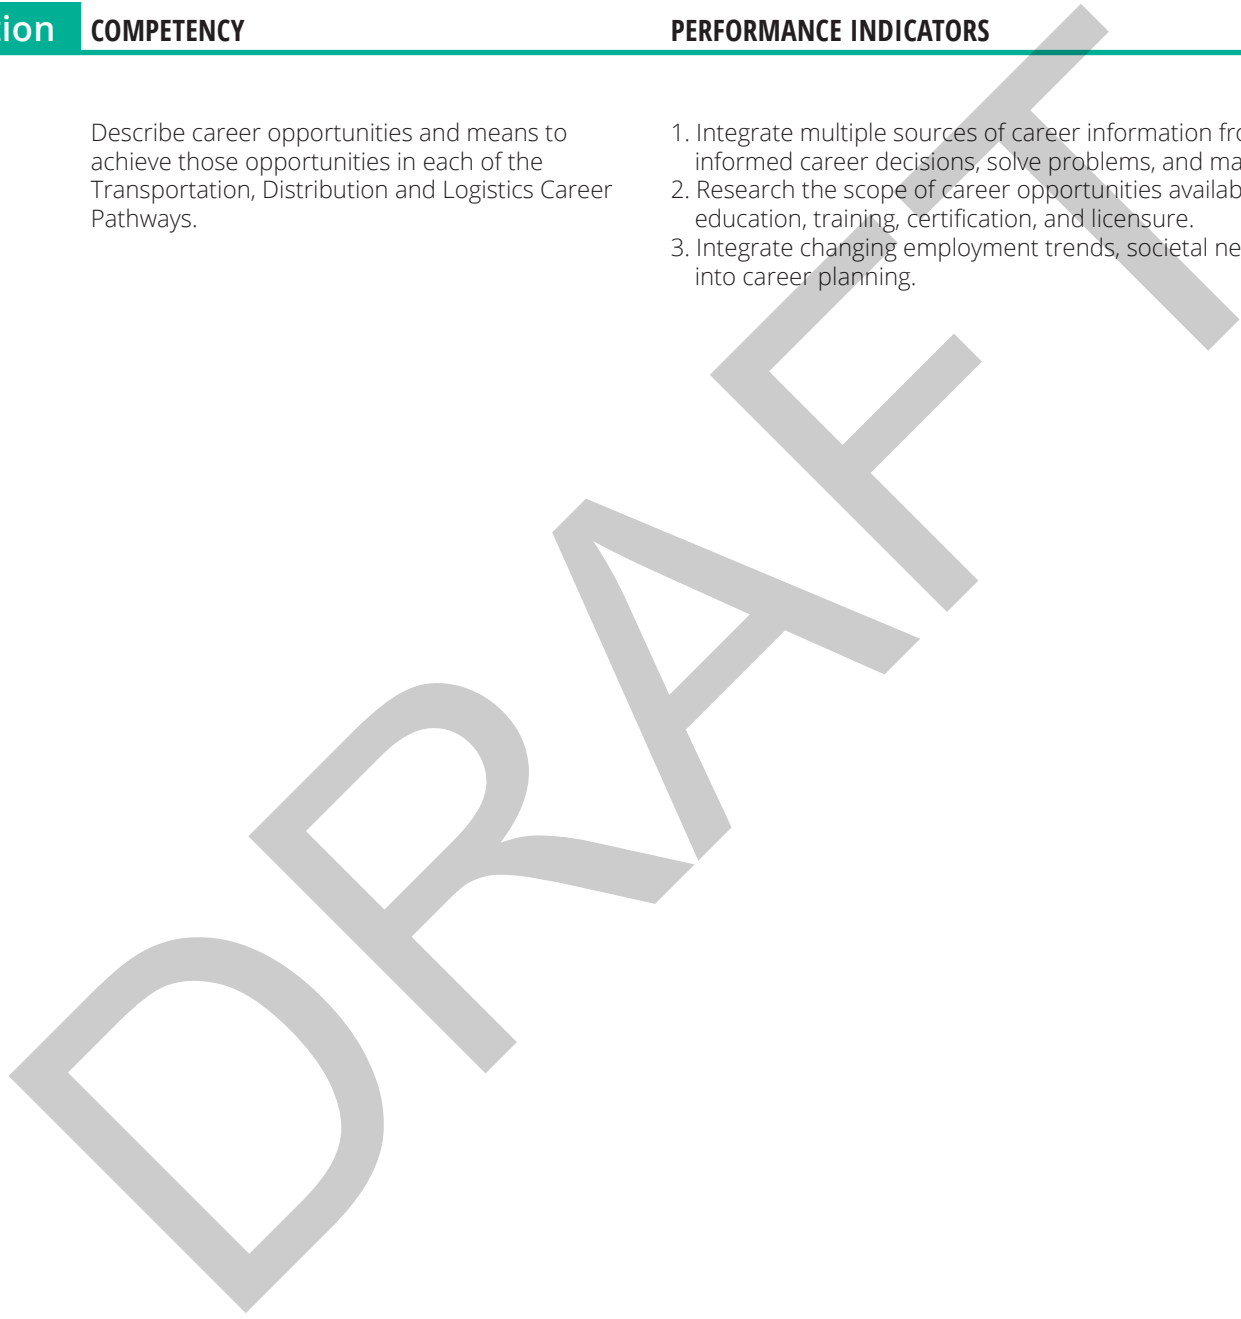 COMPETENCY
PERFORMANCE INDICATORS
Describe career opportunities and means to
achieve those opportunities in each of the
Transportation, Distribution and Logistics Career
Pathways.
1. Integrate multiple sources of career information
informed career decisions, solve problems, and
2. Research the scope of career opportunities
education, training, certification, and licensure.
3. Integrate changing employment trends, societal
into career planning.
DRAFT